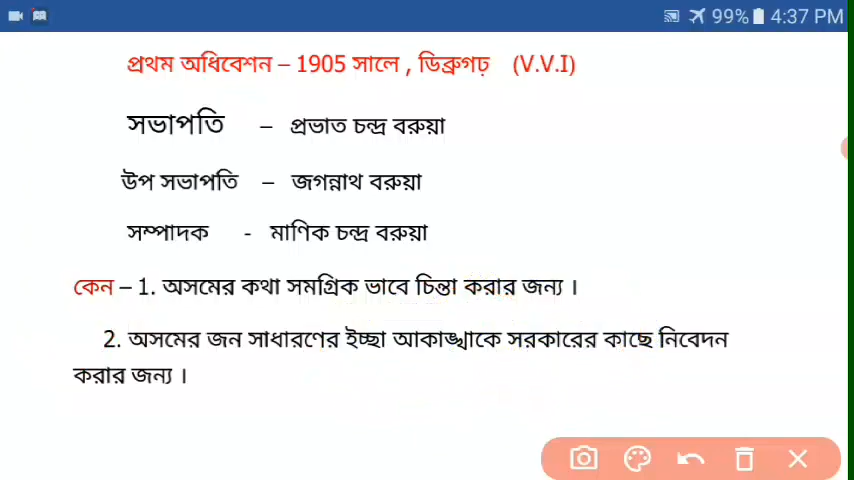 99% 4:37 PM
প্রথম অধিবেশন – 1905 সালে , ডিব্রুগঢ় (V.V.I)
সভাপতি – প্রভাত চন্দ্র বরুয়া
উপ সভাপতি – জগন্নাথ বরুয়া
সম্পাদক - মাণিক চন্দ্র বরুয়া
কেন – 1. অসমের কথা সমগ্রিক ভাবে চিন্তা করার জন্য ।
2. অসমের জন সাধারণের ইচ্ছা আকাঙ্খাকে সরকারের কাছে নিবেদন
করার জন্য ।